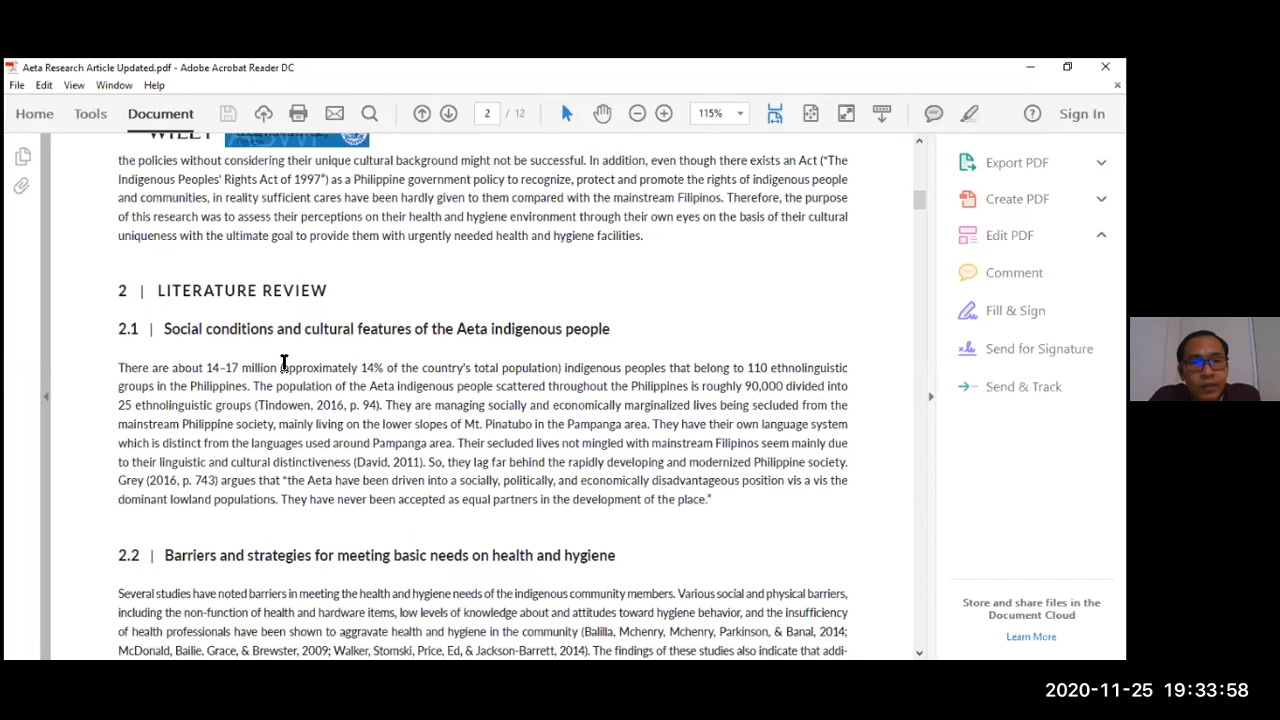 Aeta Research Article Updated.pdf - Adobe Acrobat Reader DC
File Edit View Window Help
Home Tools Document 2 / 12 115% Sign In
WILEY
the policies without considering their unique cultural background might not be successful. In addition, even though there exists an Act ("The
Indigenous Peoples' Rights Act of 1997") as a Philippine government policy to recognize, protect and promote the rights of indigenous people
and communities, in reality sufficient cares have been hardly given to them compared with the mainstream Filipinos. Therefore, the purpose
of this research was to assess their perceptions on their health and hygiene environment through their own eyes on the basis of their cultural
uniqueness with the ultimate goal to provide them with urgently needed health and hygiene facilities.
2 | LITERATURE REVIEW
2.1 | Social conditions and cultural features of the Aeta indigenous people
There are about 14–17 million approximately 14% of the country's total population) indigenous peoples that belong to 110 ethnolinguistic
groups in the Philippines. The population of the Aeta indigenous people scattered throughout the Philippines is roughly 90,000 divided into
25 ethnolinguistic groups (Tindowen, 2016, p. 94). They are managing socially and economically marginalized lives being secluded from the
mainstream Philippine society, mainly living on the lower slopes of Mt. Pinatubo in the Pampanga area. They have their own language system
which is distinct from the languages used around Pampanga area. Their secluded lives not mingled with mainstream Filipinos seem mainly due
to their linguistic and cultural distinctiveness (David, 2011). So, they lag far behind the rapidly developing and modernized Philippine society.
Grey (2016, p. 743) argues that "the Aeta have been driven into a socially, politically, and economically disadvantageous position vis a vis the
dominant lowland populations. They have never been accepted as equal partners in the development of the place."
2.2 | Barriers and strategies for meeting basic needs on health and hygiene
Several studies have noted barriers in meeting the health and hygiene needs of the indigenous community members. Various social and physical barriers,
including the non-function of health and hardware items, low levels of knowledge about and attitudes toward hygiene behavior, and the insufficiency
of health professionals have been shown to aggravate health and hygiene in the community (Balilla, Mchenry, Mchenry, Parkinson, & Banal, 2014;
McDonald, Bailie, Grace, & Brewster, 2009; Walker, Stomski, Price, Ed, & Jackson-Barrett, 2014). The findings of these studies also indicate that addi-
Export PDF
Create PDF
Edit PDF
Comment
Fill & Sign
Send for Signature
Send & Track
Store and share files in the
Document Cloud
Learn More
2020-11-25 19:33:58